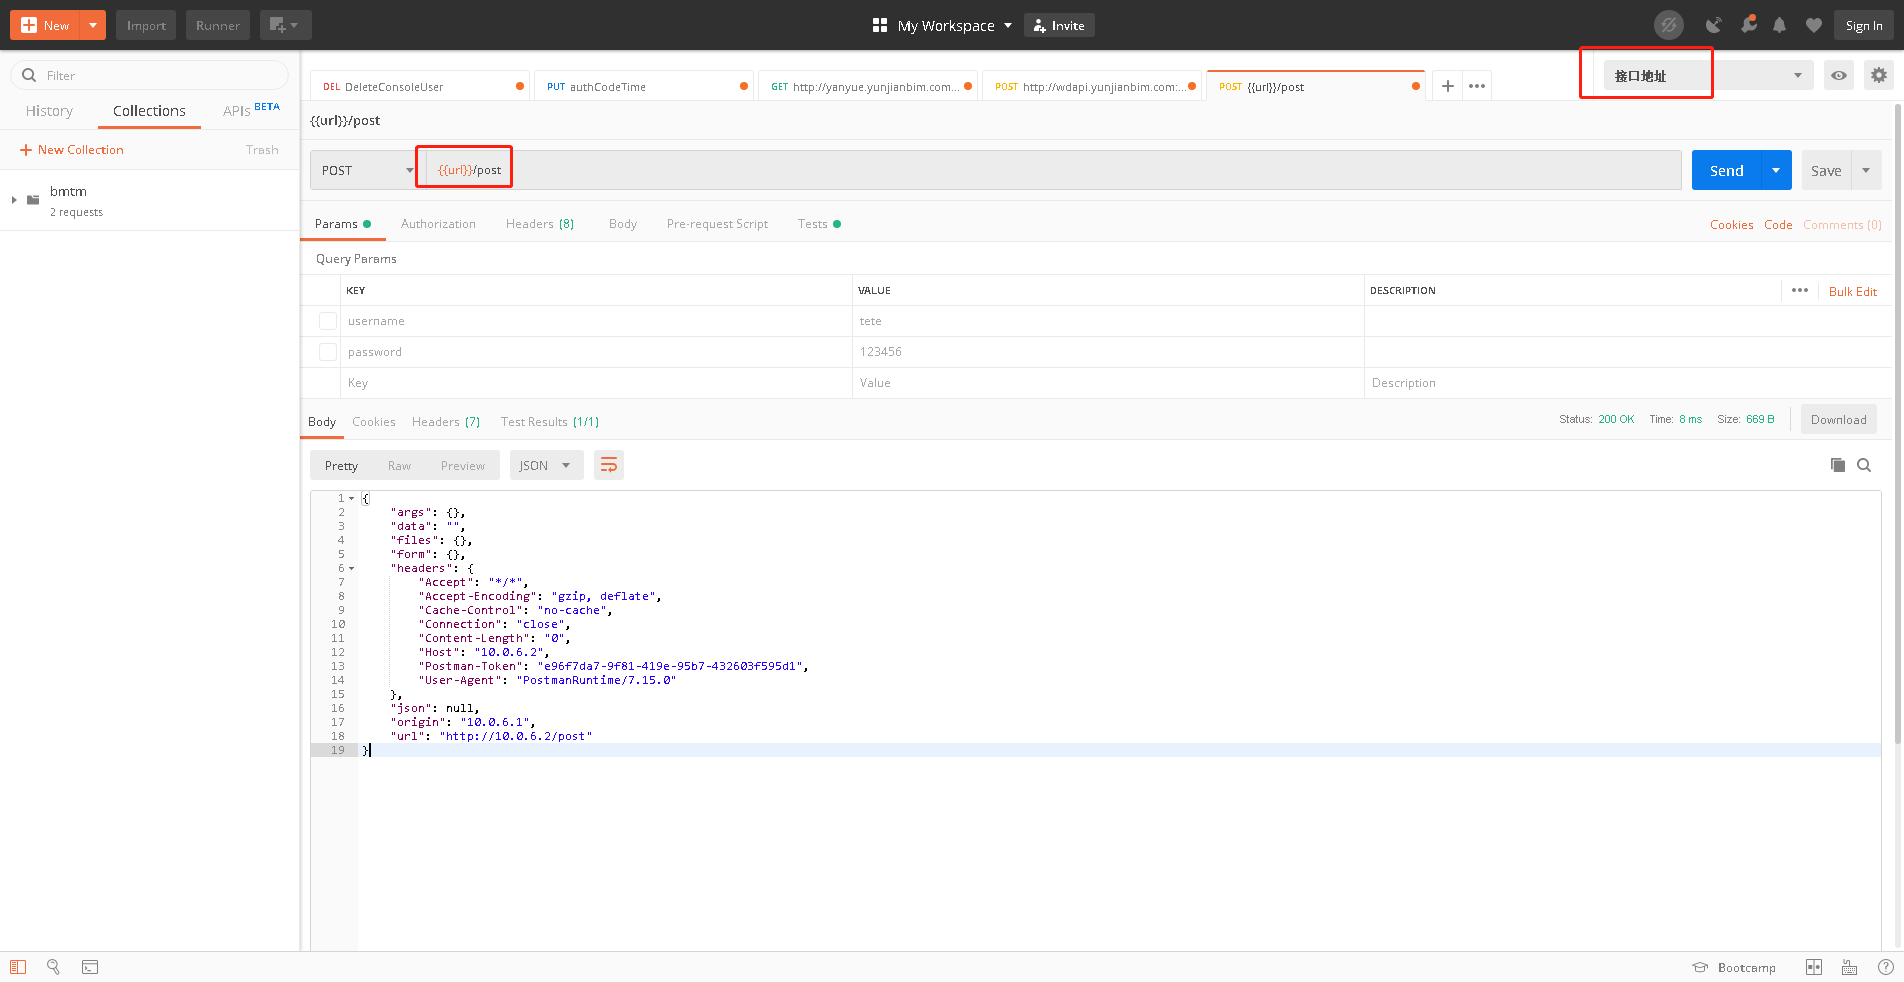 New
Import
Runner
My Workspace
Invite
Sign In
Filter
History
Collections
APIs BETA
New Collection
Trash
bmtm
2 requests
DEL DeleteConsoleUser
PUT authCodeTime
GET http://yanyue.yunjianbim.com...
POST http://wdapi.yunjianbim.com:...
POST {{url}}/post
接口地址
{{url}}/post
POST
{{url}}/post
Send
Save
Params
Authorization
Headers (8)
Body
Pre-request Script
Tests
Cookies
Code
Comments (0)
Query Params
KEY
VALUE
DESCRIPTION
Bulk Edit
username
tete
password
123456
Key
Value
Description
Body
Cookies
Headers (7)
Test Results (1/1)
Status: 200 OK
Time: 8 ms
Size: 669 B
Download
Pretty
Raw
Preview
JSON
1 {
2 "args": {},
3 "data": "",
4 "files": {},
5 "form": {},
6 "headers": {
7 "Accept": "*/*",
8 "Accept-Encoding": "gzip, deflate",
9 "Cache-Control": "no-cache",
10 "Connection": "close",
11 "Content-Length": "0",
12 "Host": "10.0.6.2",
13 "Postman-Token": "e96f7da7-9f81-419e-95b7-432603f595d1",
14 "User-Agent": "PostmanRuntime/7.15.0"
15 },
16 "json": null,
17 "origin": "10.0.6.1",
18 "url": "http://10.0.6.2/post"
19 }
Bootcamp